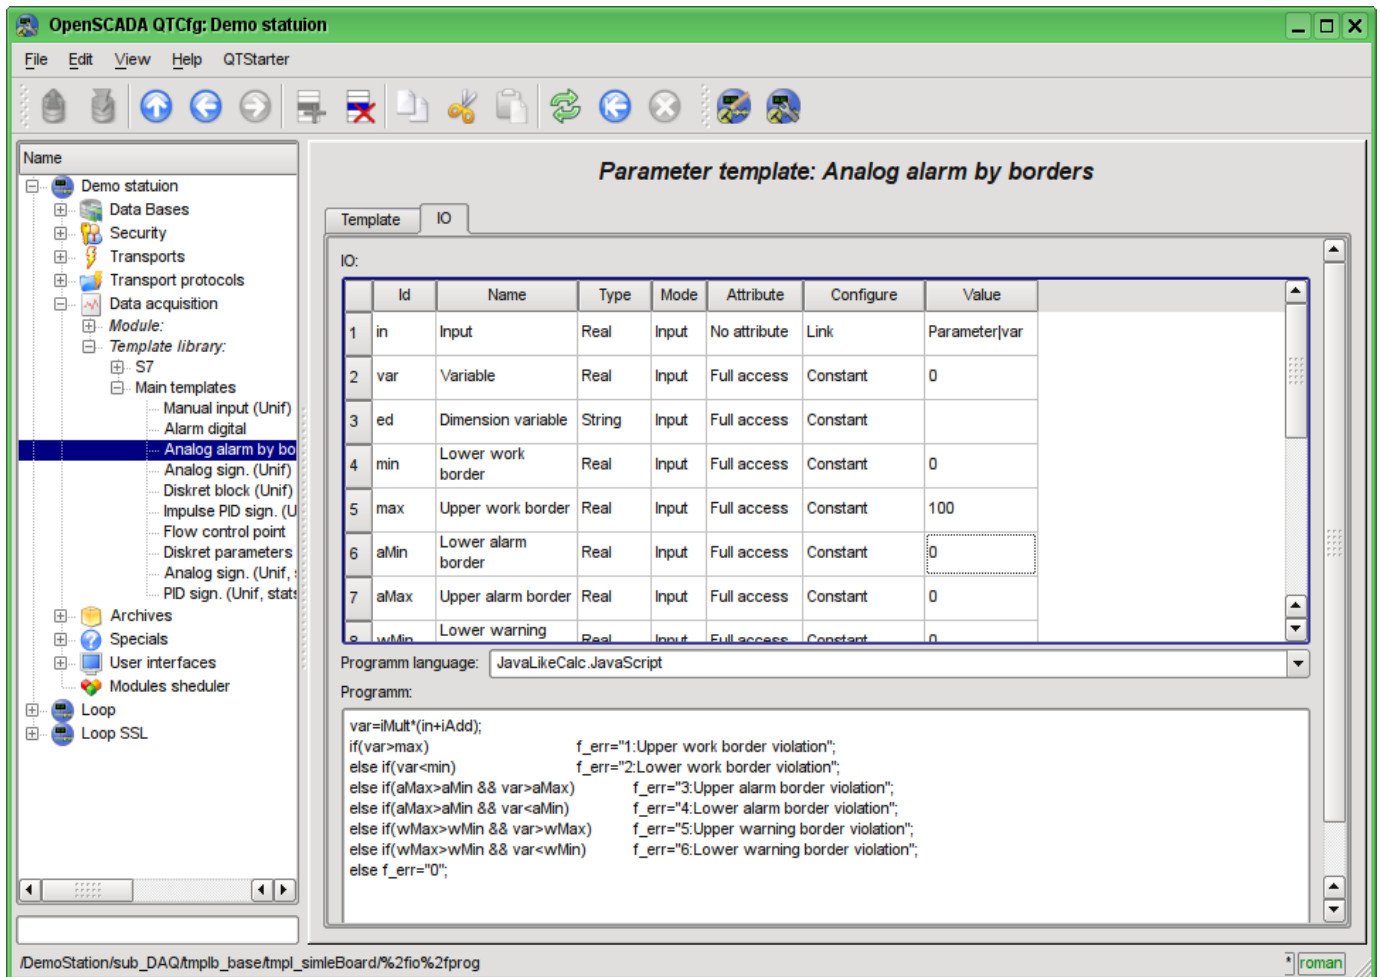 OpenSCADA QTCfg: Demo statuion
File Edit View Help QTStarter
Name
Demo statuion
Data Bases
Security
Transports
Transport protocols
Data acquisition
Module:
Template library:
S7
Main templates
Manual input (Unif)
Alarm digital
Analog alarm by bo
Analog sign. (Unif)
Diskret block (Unif)
Impulse PID sign. (U
Flow control point
Diskret parameters
Analog sign. (Unif, s
PID sign. (Unif, stats
Archives
Specials
User interfaces
Modules sheduler
Loop
Loop SSL
Parameter template: Analog alarm by borders
Template IO
IO:
Id Name Type Mode Attribute Configure Value
1 in Input Real Input No attribute Link Parameter|var
2 var Variable Real Input Full access Constant 0
3 ed Dimension variable String Input Full access Constant
4 min Lower work border Real Input Full access Constant 0
5 max Upper work border Real Input Full access Constant 100
6 aMin Lower alarm border Real Input Full access Constant 0
7 aMax Upper alarm border Real Input Full access Constant 0
8 wMin Lower warning Real Input Full access Constant 0
Programm language: JavaLikeCalc.JavaScript
Programm:
var=iMult*(in+iAdd);
if(var>max) f_err="1:Upper work border violation";
else if(var<min) f_err="2:Lower work border violation";
else if(aMax>aMin && var>aMax) f_err="3:Upper alarm border violation";
else if(aMax>aMin && var<aMin) f_err="4:Lower alarm border violation";
else if(wMax>wMin && var>wMax) f_err="5:Upper warning border violation";
else if(wMax>wMin && var<wMin) f_err="6:Lower warning border violation";
else f_err="0";
/DemoStation/sub_DAQ/tmplb_base/tmpl_simleBoard/%2fio%2fprog
* roman